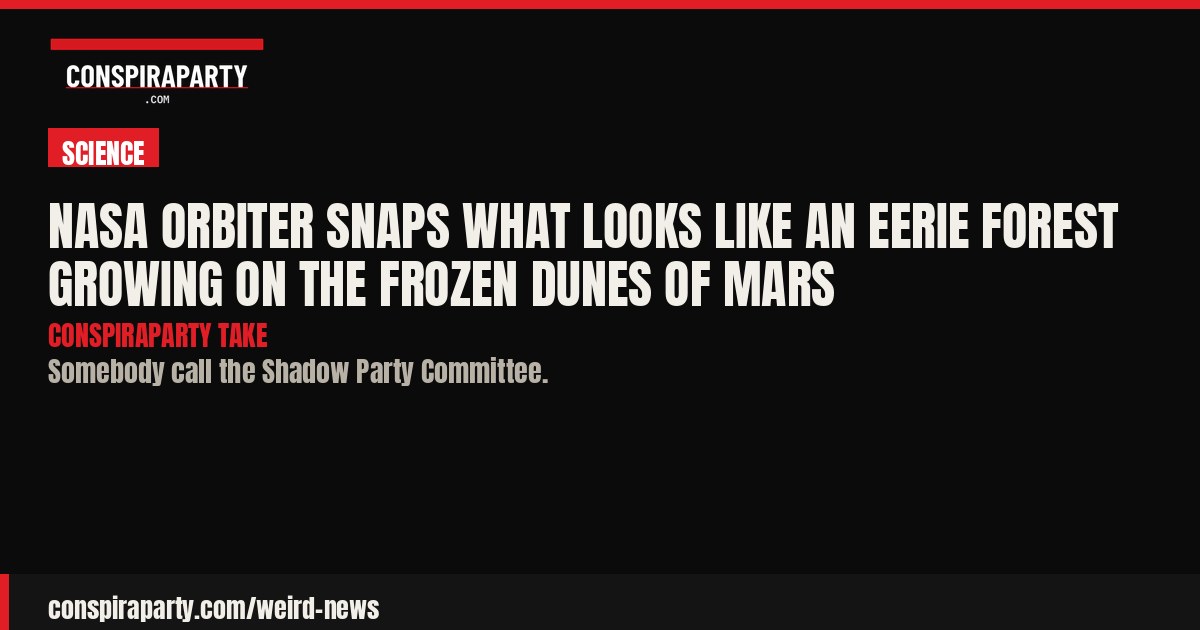 CONSPIRAPARTY
.COM
SCIENCE
NASA ORBITER SNAPS WHAT LOOKS LIKE AN EERIE FOREST
GROWING ON THE FROZEN DUNES OF MARS
CONSPIRAPARTY TAKE
Somebody call the Shadow Party Committee.
conspiraparty.com/weird-news